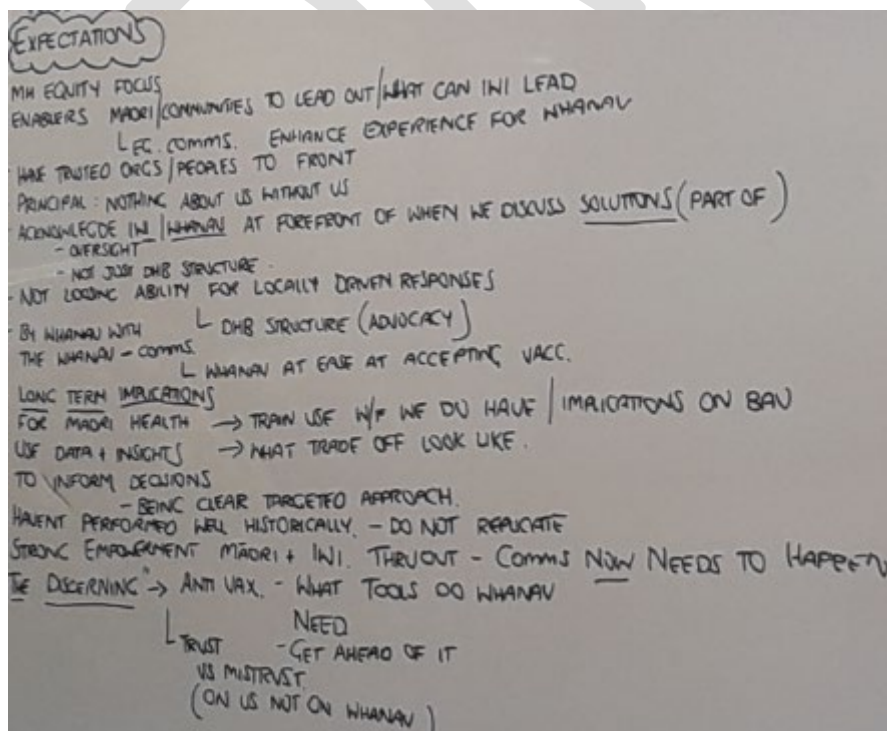 EXPECTATIONS
MH EQUITY FOCUS
ENABLERS MAORI/COMMUNITIES TO LEAD OUT/WHAT CAN IWI LEAD
EG. COMMS. ENHANCE EXPERIENCE FOR WHANAU
HAVE TRUSTED ORGS/PEOPLES TO FRONT
PRINCIPAL: NOTHING ABOUT US WITHOUT US
ACKNOWLEGDE IWI/WHANAU AT FOREFRONT OF WHEN WE DISCUSS SOLUTIONS (PART OF)
- OVERSIGHT
- NOT JUST DHB STRUCTURE.
- NOT LOOSING ABILITY FOR LOCALLY DRIVEN RESPONSES
DHB STRUCTURE (ADVOCACY)
- BY WHANAU WITH
THE WHANAU - COMMS.
WHANAU AT EASE AT ACCEPTING VACC.
LONG TERM IMPLICATIONS
FOR MAORI HEALTH → TRAIN USE W/F WE DO HAVE / IMPLICATIONS ON BAU
USE DATA + INSIGHTS → WHAT TRADE OFF LOOK LIKE.
TO INFORM DECISIONS
- BEING CLEAR TARGETED APPROACH.
HAVENT PERFORMED WELL HISTORICALLY. - DO NOT REPLICATE
STRONG EMPOWERMENT MĀORI + IWI. THRUOUT - COMMS NOW NEEDS TO HAPPEN
"THE DISCERNING" → ANTI VAX. - WHAT TOOLS DO WHANAU
NEED
TRUST - GET AHEAD OF IT
VS MISTRUST.
(ON US NOT ON WHANAU)